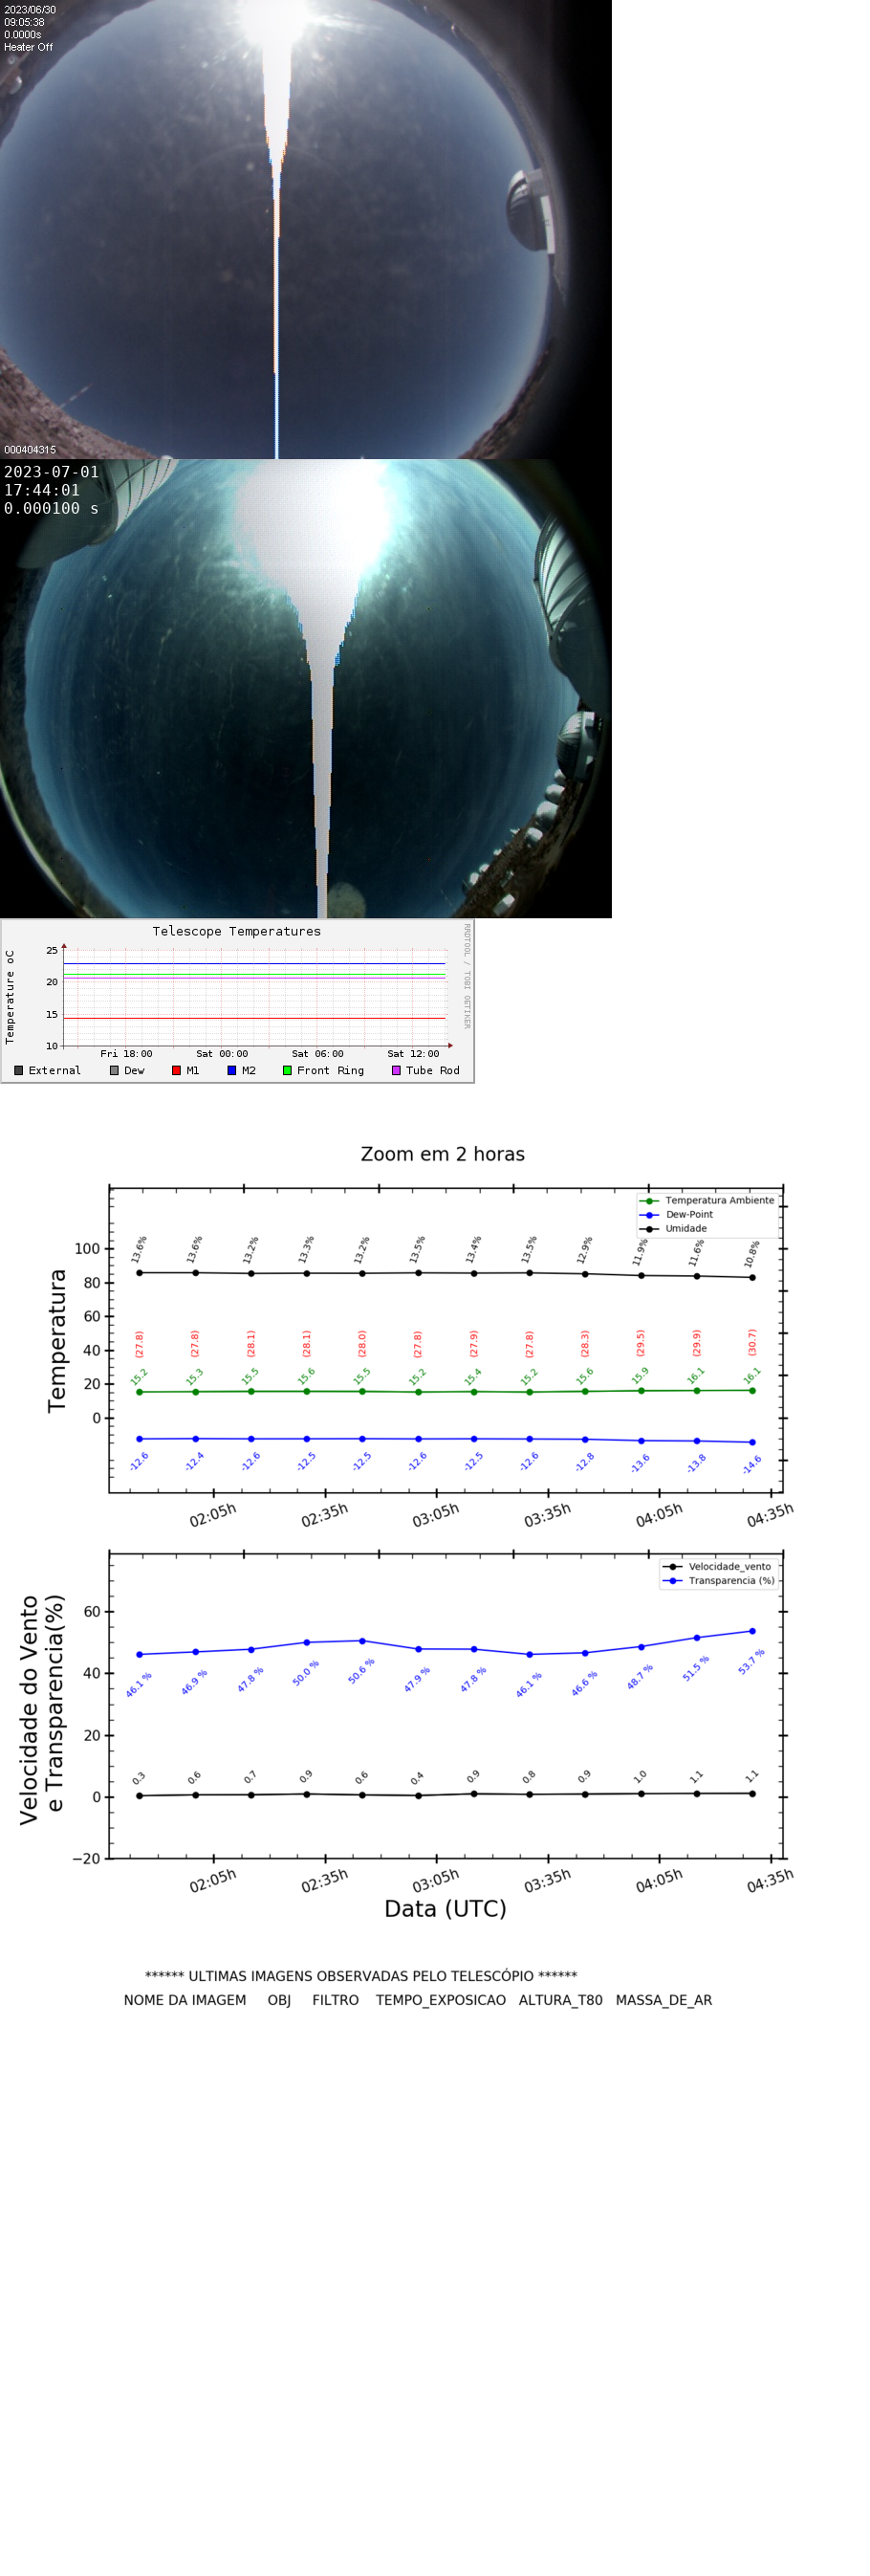 2023/06/30
09:05:38
0.0000s
Heater Off
000404315
2023-07-01
17:44:01
0.000100 s
Telescope Temperatures
RRDTOOL / TOBI OETIKER
Temperature oC
25
20
15
10
Fri 18:00 Sat 00:00 Sat 06:00 Sat 12:00
External Dew M1 M2 Front Ring Tube Rod
Zoom em 2 horas
Temperatura Ambiente
Dew-Point
Umidade
Temperatura
100
80
60
40
20
0
13.6% 13.6% 13.2% 13.3% 13.2% 13.5% 13.4% 13.5% 12.9% 11.9% 11.6% 10.8%
(27.8) (27.8) (28.1) (28.1) (28.0) (27.8) (27.9) (27.8) (28.3) (29.5) (29.9) (30.7)
15.2 15.3 15.5 15.6 15.5 15.2 15.4 15.2 15.6 15.9 16.1 16.1
-12.6 -12.4 -12.6 -12.5 -12.5 -12.6 -12.5 -12.6 -12.8 -13.6 -13.8 -14.6
02:05h 02:35h 03:05h 03:35h 04:05h 04:35h
Velocidade_vento
Transparencia (%)
Velocidade do Vento
e Transparencia(%)
60
40
20
0
−20
46.1 % 46.9 % 47.8 % 50.0 % 50.6 % 47.9 % 47.8 % 46.1 % 46.6 % 48.7 % 51.5 % 53.7 %
0.3 0.6 0.7 0.9 0.6 0.4 0.9 0.8 0.9 1.0 1.1 1.1
02:05h 02:35h 03:05h 03:35h 04:05h 04:35h
Data (UTC)
****** ULTIMAS IMAGENS OBSERVADAS PELO TELESCÓPIO ******
NOME DA IMAGEM OBJ FILTRO TEMPO_EXPOSICAO ALTURA_T80 MASSA_DE_AR